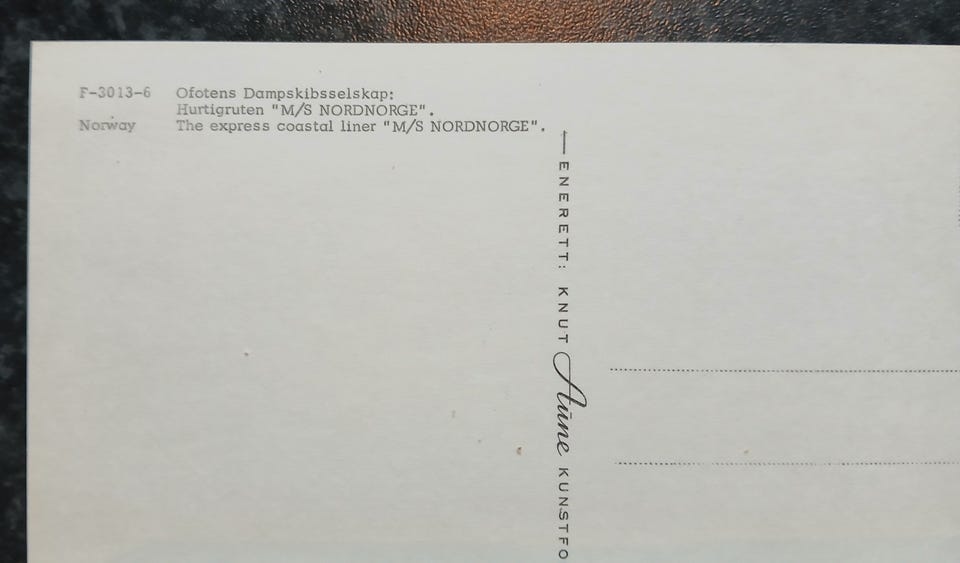 F-3013-6 Ofotens Dampskibsselskap:
Hurtigruten "M/S NORDNORGE".
Norway The express coastal liner "M/S NORDNORGE".
ENERETT: KNUT Aune KUNSTFO